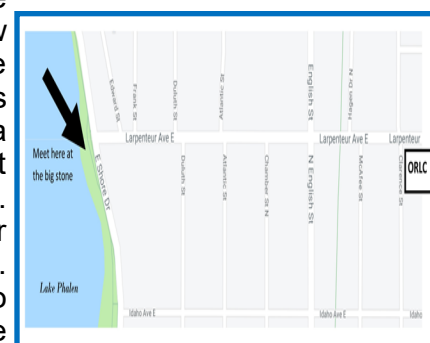 Edward St
Frank St
Duluth St
Atlantic St
English St
Hagen Dr N
Larpenteur Ave E
Larpenteur Ave E
Larpenteur
Meet here at
the big stone
E Shore Dr
Duluth St
Atlantic St
Chamber St N
N English St
McAfee St
Clarence St
ORLC
Lake Phalen
Idaho Ave E
Idaho Ave E